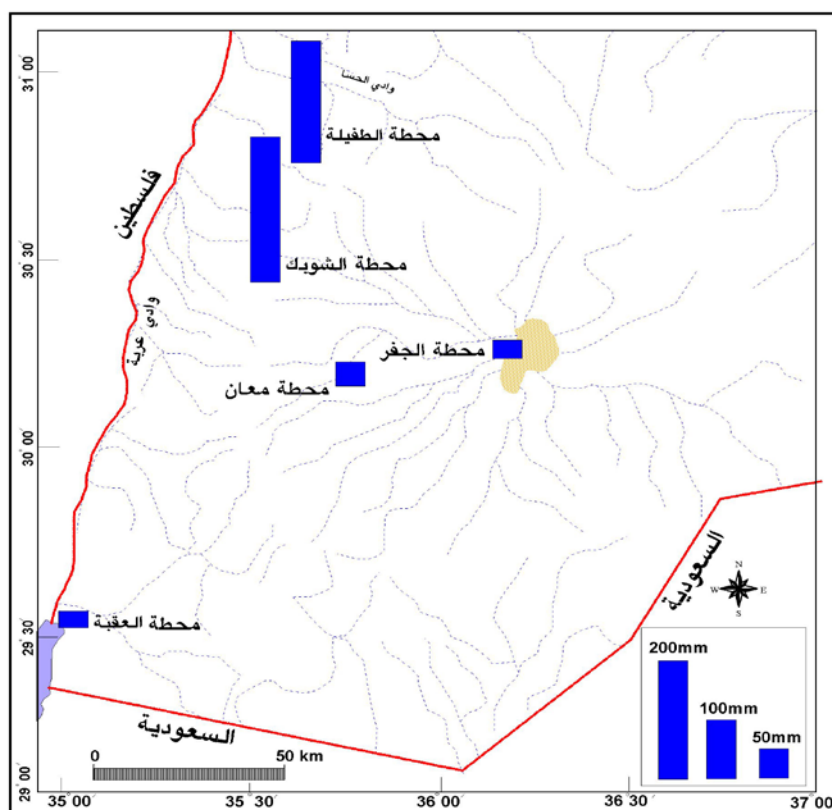 31 00
30 30
30 00
29 30
29 00
وادي الحسا
محطة الطفيلة
فلسطين
محطة الشوبك
وادي عربة
محطة الجفر
محطة معان
السعودية
N
W E
S
محطة العقبة
200mm
100mm
50mm
السعودية
0 50 km
35 00
35 30
36 00
36 30
37 00